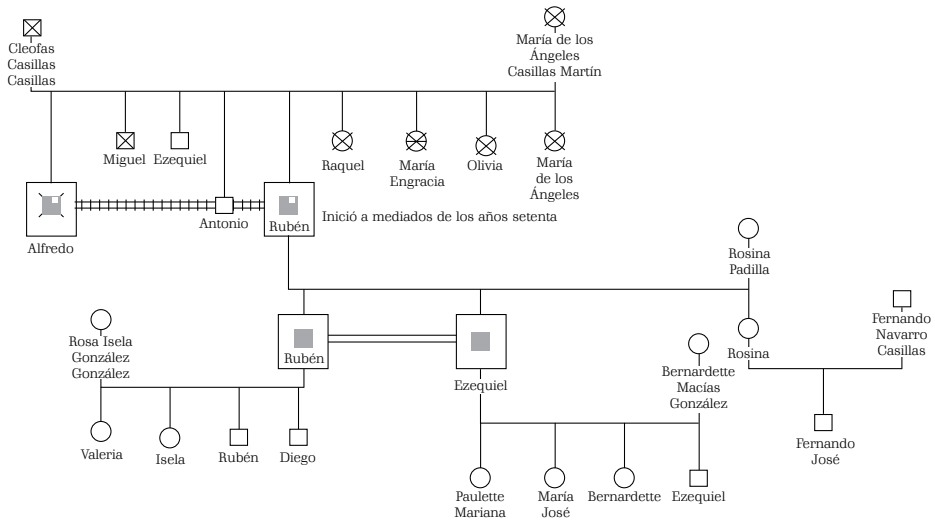 Cleofas
Casillas
Casillas
María de los
Ángeles
Casillas Martín
Miguel
Ezequiel
Raquel
María
Engracia
Olivia
María
de los
Ángeles
Alfredo
Antonio
Rubén
Inició a mediados de los años setenta
Rosina
Padilla
Rosa Isela
González
González
Rubén
Ezequiel
Bernardette
Macías
González
Rosina
Fernando
Navarro
Casillas
Valeria
Isela
Rubén
Diego
Fernando
José
Paulette
Mariana
María
José
Bernardette
Ezequiel